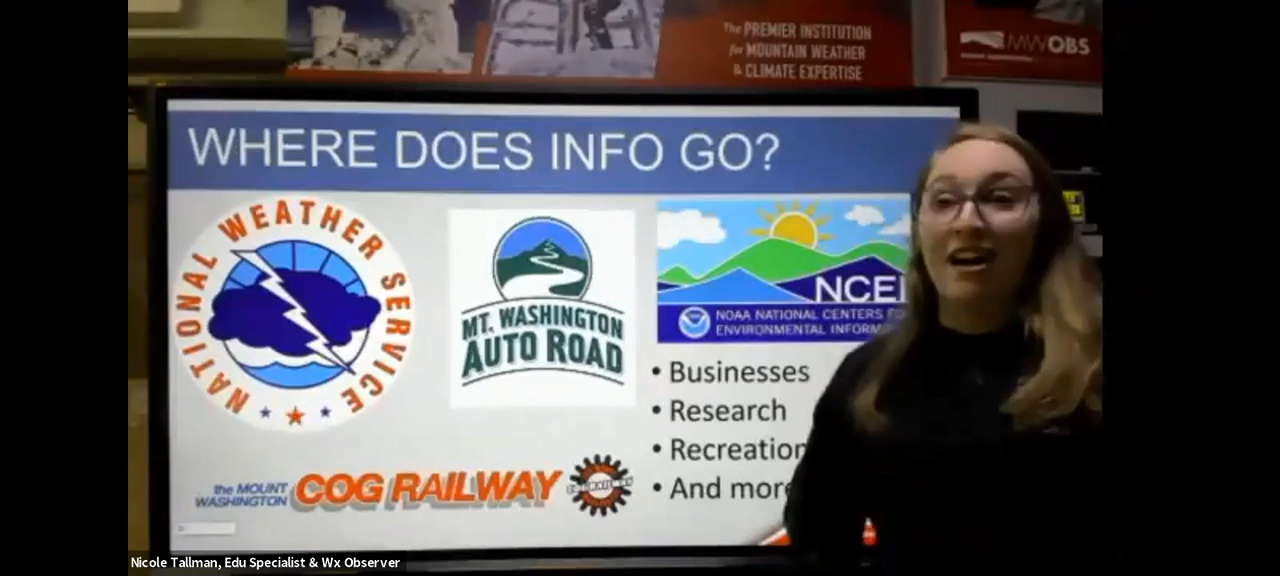 The PREMIER INSTITUTION
for MOUNTAIN WEATHER
& CLIMATE EXPERTISE
MWOBS
WHERE DOES INFO GO?
NATIONAL WEATHER SERVICE
MT. WASHINGTON
AUTO ROAD
NCEI
NOAA NATIONAL CENTERS
ENVIRONMENTAL
• Businesses
• Research
• Recreation
• And more
the MOUNT
WASHINGTON
COG RAILWAY
Nicole Tallman, Edu Specialist & Wx Observer